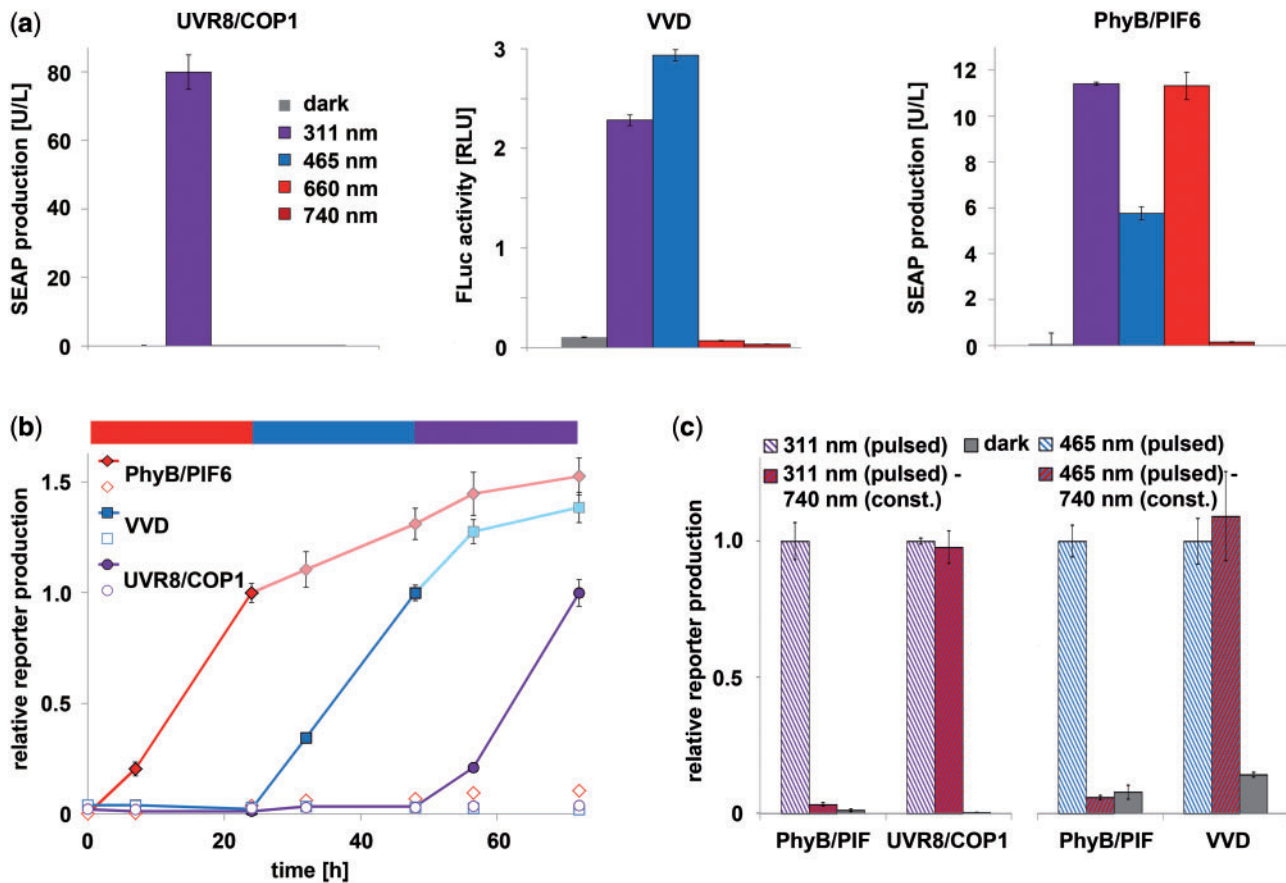 (a)
UVR8/COP1
SEAP production [U/L]
80
60
40
20
0
dark
311 nm
465 nm
660 nm
740 nm
VVD
FLuc activity [RLU]
3
2
1
0
PhyB/PIF6
SEAP production [U/L]
12
10
8
6
4
2
0
(b)
relative reporter production
1.5
1.0
0.5
0
PhyB/PIF6
VVD
UVR8/COP1
0
20
40
60
time [h]
(c)
311 nm (pulsed)
dark
465 nm (pulsed)
311 nm (pulsed) -
740 nm (const.)
465 nm (pulsed) -
740 nm (const.)
relative reporter production
1.0
0.5
0
PhyB/PIF
UVR8/COP1
PhyB/PIF
VVD